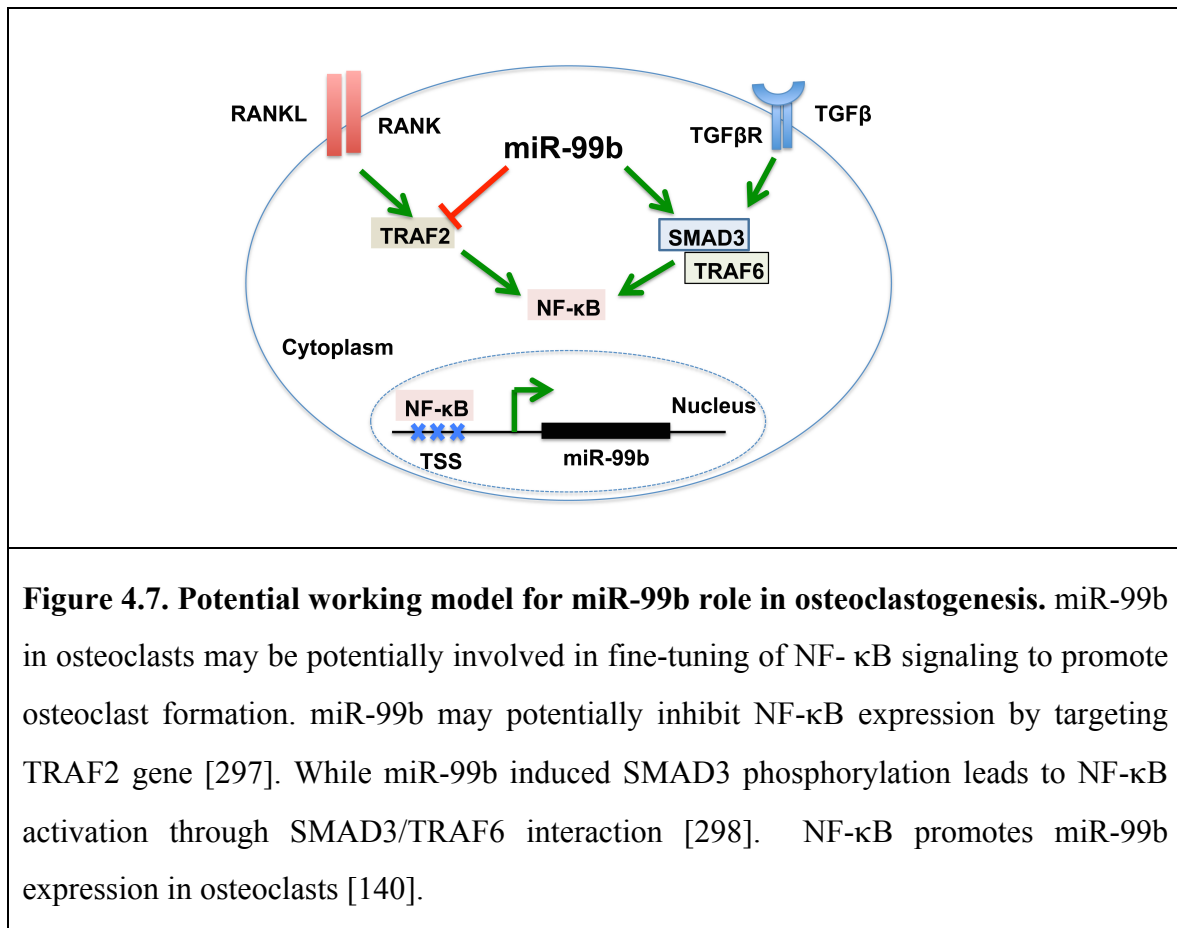 RANKL
RANK
TGFβ
TGFβR
miR-99b
TRAF2
SMAD3
TRAF6
NF-κB
Cytoplasm
NF-κB
Nucleus
TSS
miR-99b
Figure 4.7. Potential working model for miR-99b role in osteoclastogenesis. miR-99b
in osteoclasts may be potentially involved in fine-tuning of NF- κB signaling to promote
osteoclast formation. miR-99b may potentially inhibit NF-κB expression by targeting
TRAF2 gene [297]. While miR-99b induced SMAD3 phosphorylation leads to NF-κB
activation through SMAD3/TRAF6 interaction [298]. NF-κB promotes miR-99b
expression in osteoclasts [140].